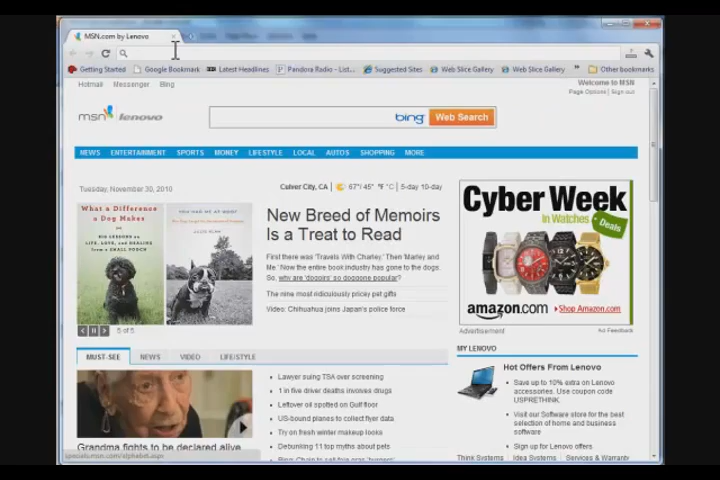 MSN.com by Lenovo
Getting Started Google Bookmark Latest Headlines Pandora Radio - List... Suggested Sites Web Slice Gallery Web Slice Gallery » Other bookmarks
Hotmail Messenger Bing
Welcome to MSN
Page Options | Sign out
msn lenovo
bing Web Search
NEWS ENTERTAINMENT SPORTS MONEY LIFESTYLE LOCAL AUTOS SHOPPING MORE
Tuesday, November 30, 2010
Culver City, CA | 67°/ 45° °F °C | 5-day 10-day
What a Difference
a Dog Makes
New Breed of Memoirs
Is a Treat to Read
First there was 'Travels With Charley,' Then 'Marley and
Me.' Now the entire book industry has gone to the dogs.
So, why are 'dogoirs' so doggone popular?
The nine most ridiculously pricey pet gifts
Video: Chihuahua joins Japan's police force
5 of 5
Cyber Week
in Watches Deals
amazon.com Shop Amazon.com
Advertisement Ad Feedback
MUST-SEE NEWS VIDEO LIFE/STYLE
Lawyer suing TSA over screening
1 in five driver deaths involves drugs
Leftover oil spotted on Gulf floor
US-bound planes to collect flyer data
Try on fresh winter makeup looks
Debunking 11 top myths about pets
Grandma fights to be declared alive
specials.msn.com/alphabet.aspx
MY LENOVO
Hot Offers From Lenovo
Save up to 10% extra on Lenovo
accessories. Use coupon code
USPRETHINK
Visit our Software store for the best
selection of home and business
software
Sign up for Lenovo offers
Think Systems Idea Systems Services & Warranty